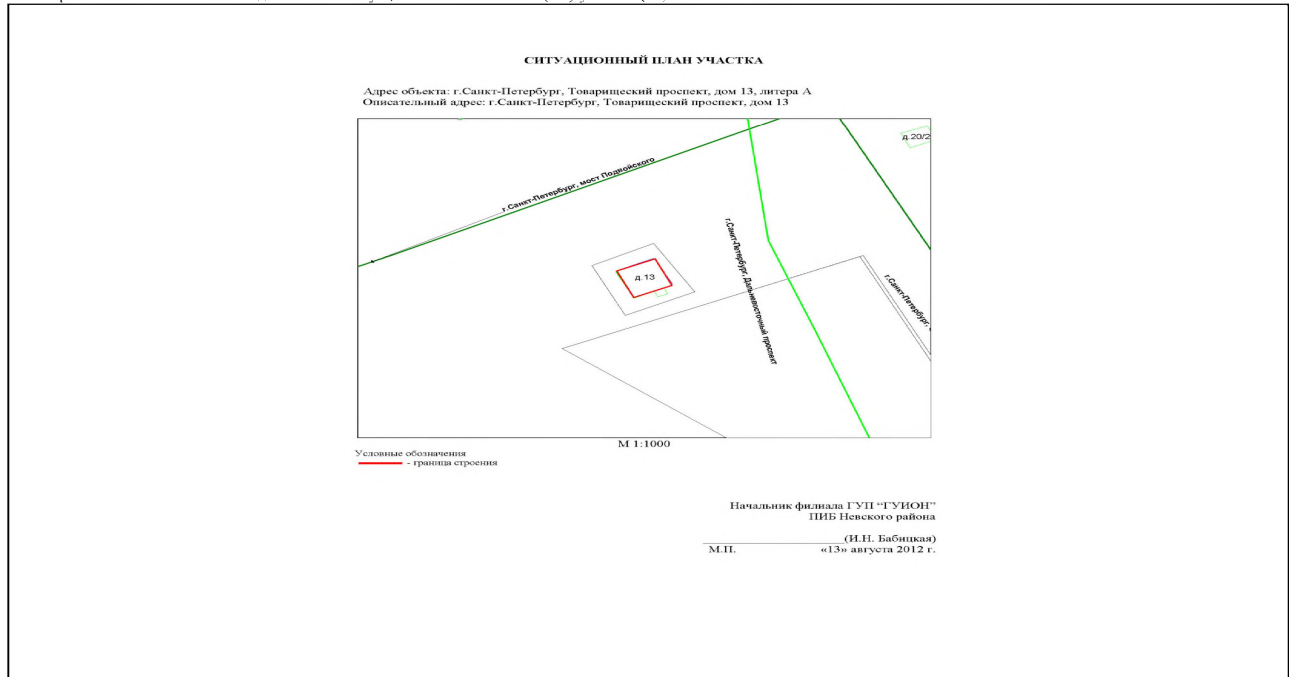 СИТУАЦИОННЫЙ ПЛАН УЧАСТКА
Адрес объекта: г.Санкт-Петербург, Товарищеский проспект, дом 13, литера А
Описательный адрес: г.Санкт-Петербург, Товарищеский проспект, дом 13
д.20/2
г.Санкт-Петербург, мост Подвойского
г.Санкт-Петербург, Дальневосточный проспект
д.13
г.Санкт-Петербург,
М 1:1000
Условные обозначения
- граница строения
Начальник филиала ГУП “ГУИОН”
ПИБ Невского района
(И.Н. Бабицкая)
М.П. «13» августа 2012 г.